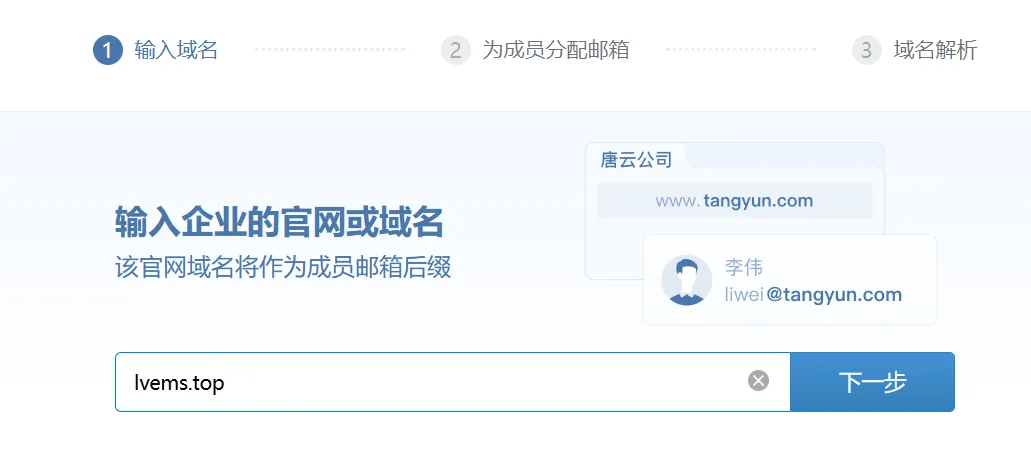 1 输入域名 2 为成员分配邮箱 3 域名解析
唐云公司
www. tangyun.com
输入企业的官网或域名
该官网域名将作为成员邮箱后缀
李伟
liwei@tangyun.com
lvems.top
下一步